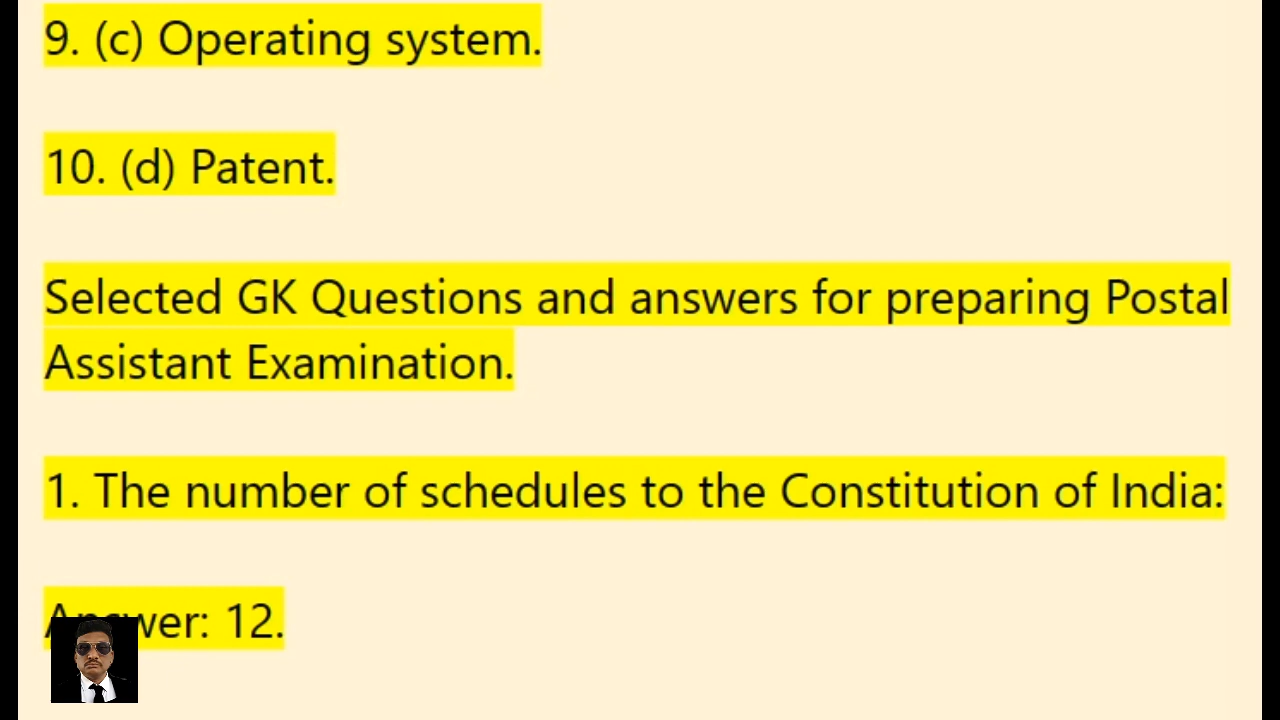 9. (c) Operating system.
10. (d) Patent.
Selected GK Questions and answers for preparing Postal
Assistant Examination.
1. The number of schedules to the Constitution of India:
Answer: 12.